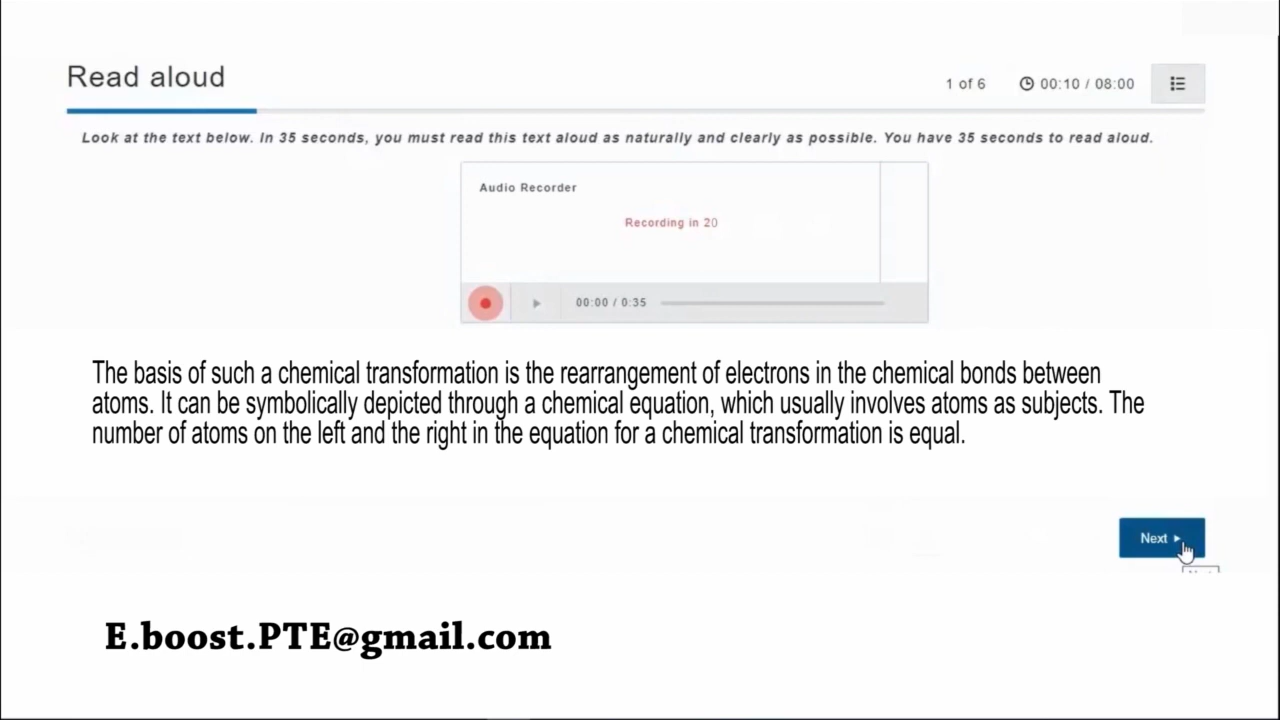 Read aloud
1 of 6
00:10 / 08:00
Look at the text below. In 35 seconds, you must read this text aloud as naturally and clearly as possible. You have 35 seconds to read aloud.
Audio Recorder
Recording in 20
00:00 / 0:35
The basis of such a chemical transformation is the rearrangement of electrons in the chemical bonds between
atoms. It can be symbolically depicted through a chemical equation, which usually involves atoms as subjects. The
number of atoms on the left and the right in the equation for a chemical transformation is equal.
Next
E.boost.PTE@gmail.com